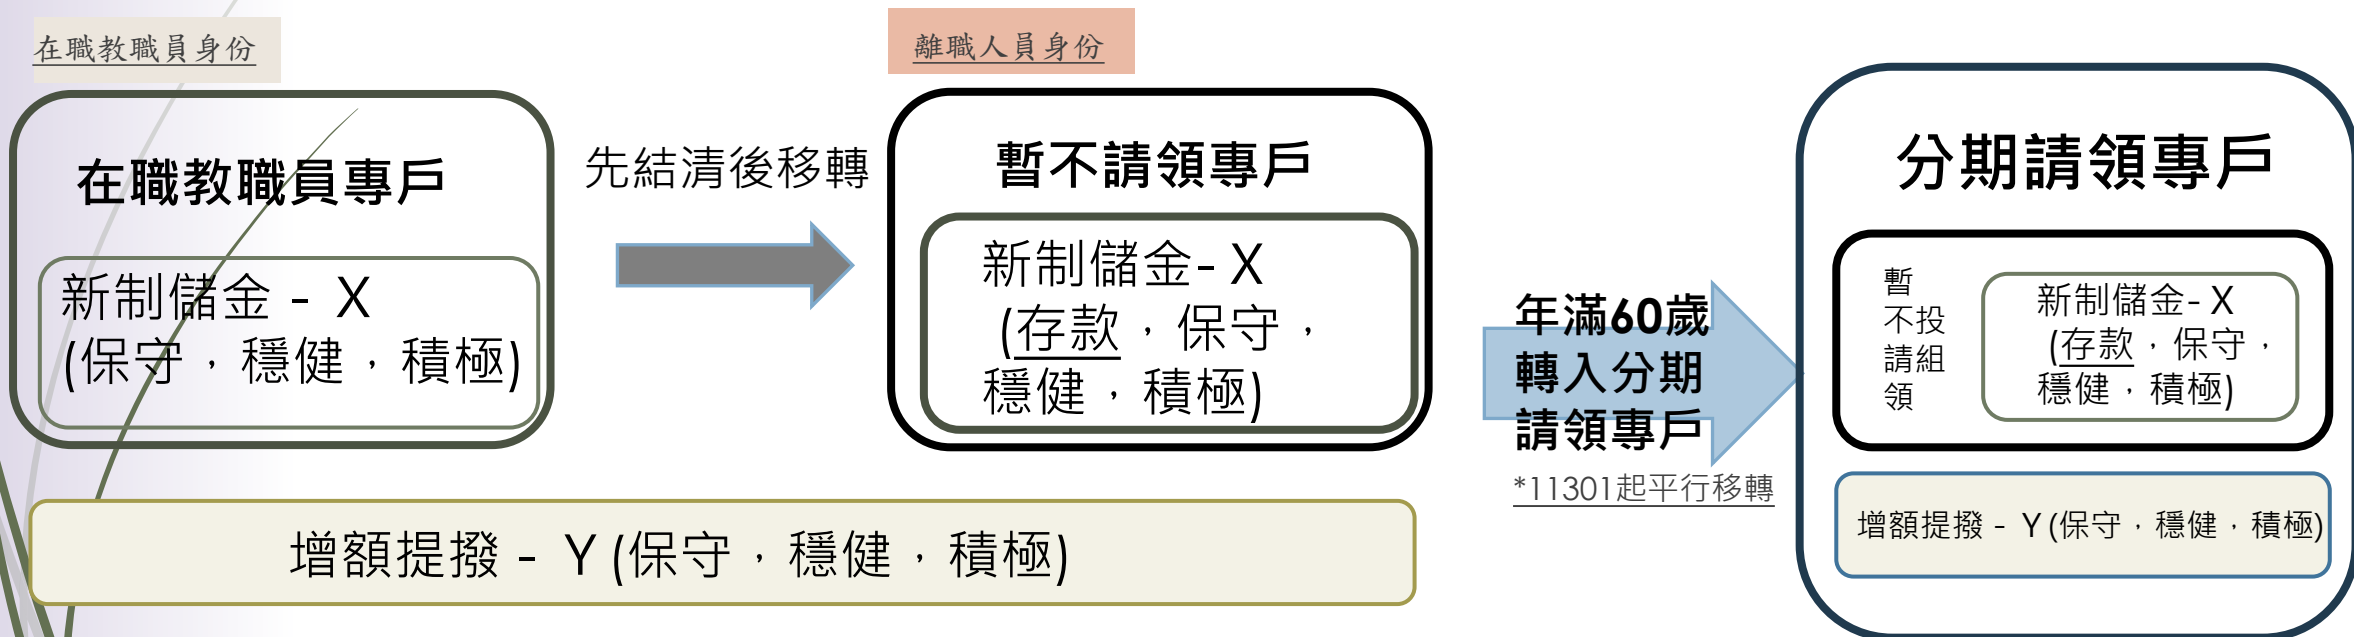 在職教職員身份
在職教職員專戶
新制儲金 - X
(保守，穩健，積極)
先結清後移轉
離職人員身份
暫不請領專戶
新制儲金- X
(存款，保守，
穩健，積極)
增額提撥 - Y (保守，穩健，積極)
年滿60歲
轉入分期
請領專戶
*11301起平行移轉
分期請領專戶
暫
不投
請組
領
新制儲金- X
(存款，保守，
穩健，積極)
增額提撥 - Y (保守，穩健，積極)